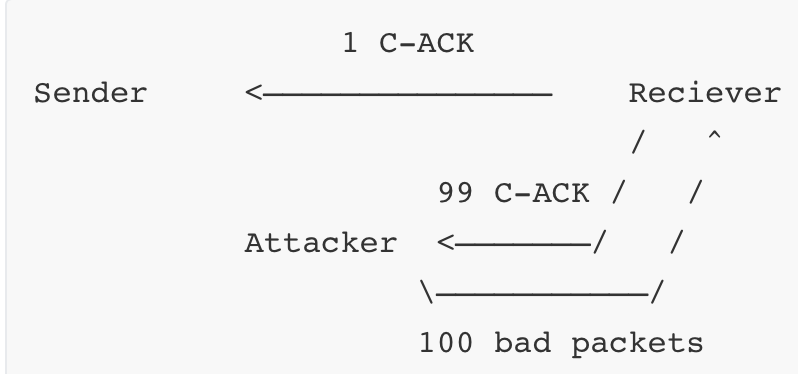 1 C-ACK
Sender <——————————————— Reciever
/ ^
99 C-ACK / /
Attacker <———————/ /
\———————————/
100 bad packets